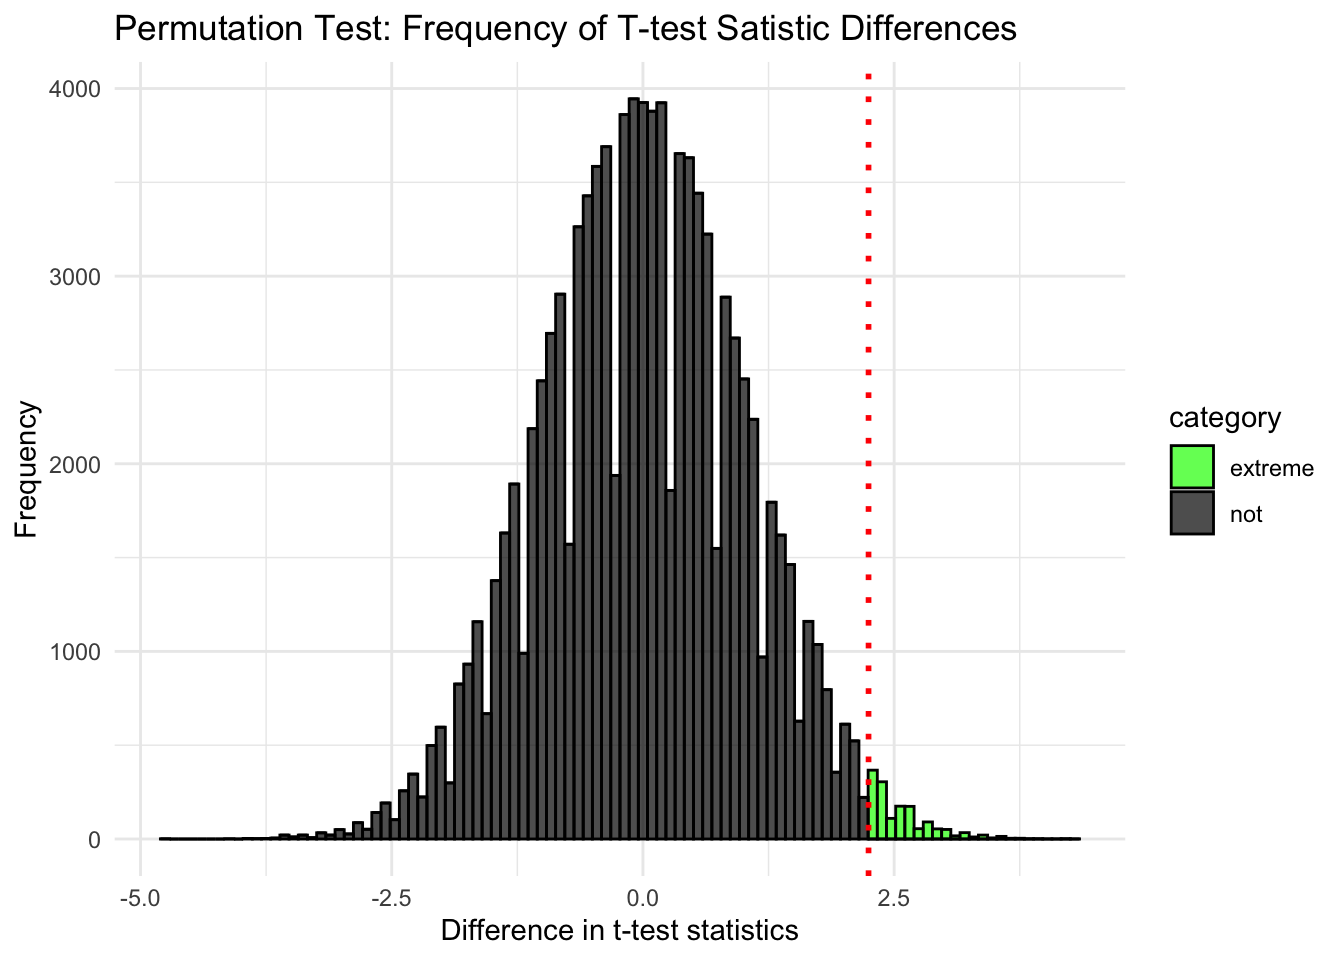 Permutation Test: Frequency of T-test Satistic Differences
4000
3000
2000
1000
0
Frequency
-5.0
-2.5
0.0
2.5
Difference in t-test statistics
category
extreme
not